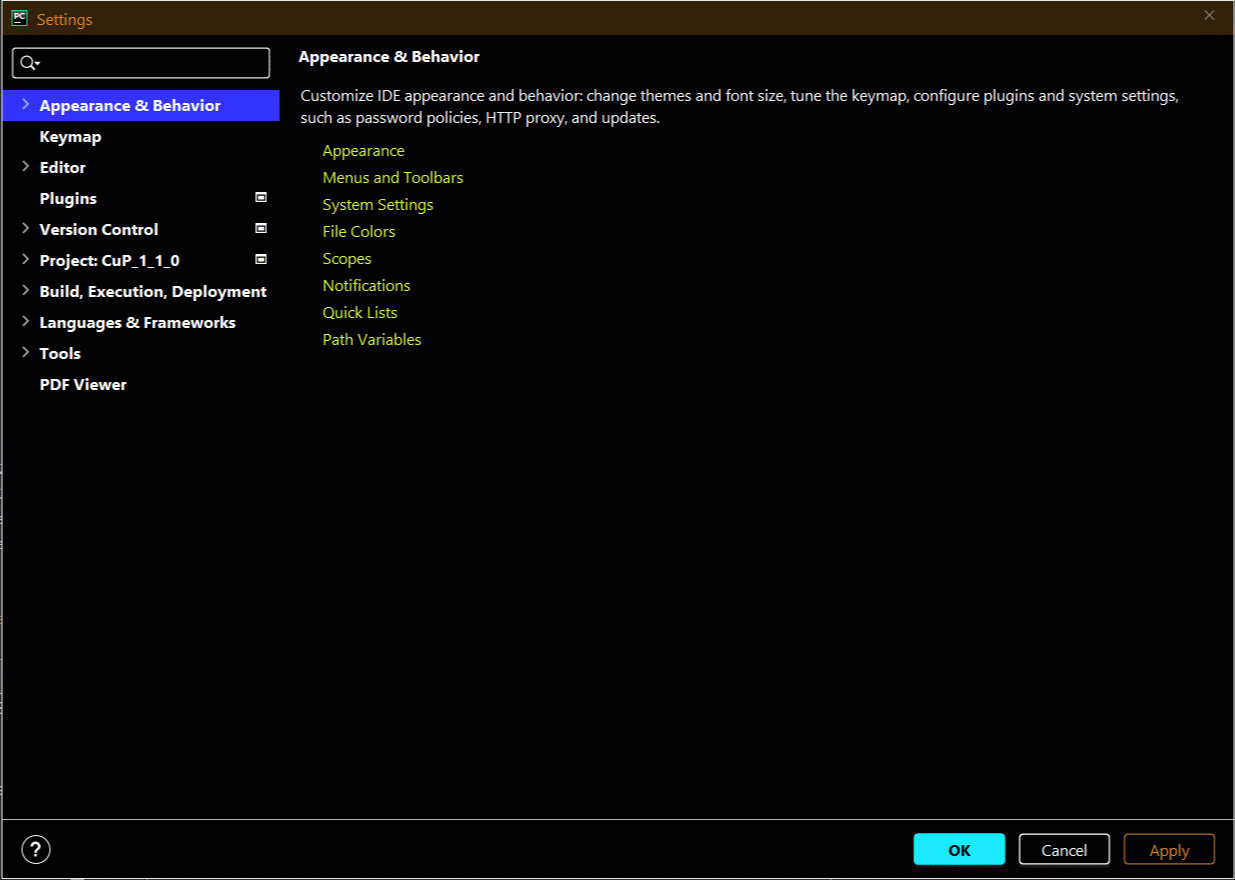 PC Settings
Appearance & Behavior
Keymap
Editor
Plugins
Version Control
Project: CuP_1_1_0
Build, Execution, Deployment
Languages & Frameworks
Tools
PDF Viewer
Appearance & Behavior
Customize IDE appearance and behavior: change themes and font size, tune the keymap, configure plugins and system settings,
such as password policies, HTTP proxy, and updates.
Appearance
Menus and Toolbars
System Settings
File Colors
Scopes
Notifications
Quick Lists
Path Variables
? OK Cancel Apply